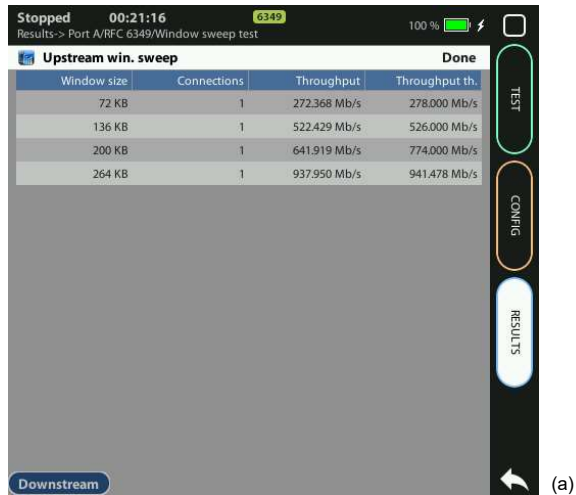 Stopped 00:21:16 6349 100 %
Results-> Port A/RFC 6349/Window sweep test
Upstream win. sweep Done
Window size Connections Throughput Throughput th.
72 KB 1 272.368 Mb/s 278.000 Mb/s
136 KB 1 522.429 Mb/s 526.000 Mb/s
200 KB 1 641.919 Mb/s 774.000 Mb/s
264 KB 1 937.950 Mb/s 941.478 Mb/s
TEST
CONFIG
RESULTS
Downstream
(a)